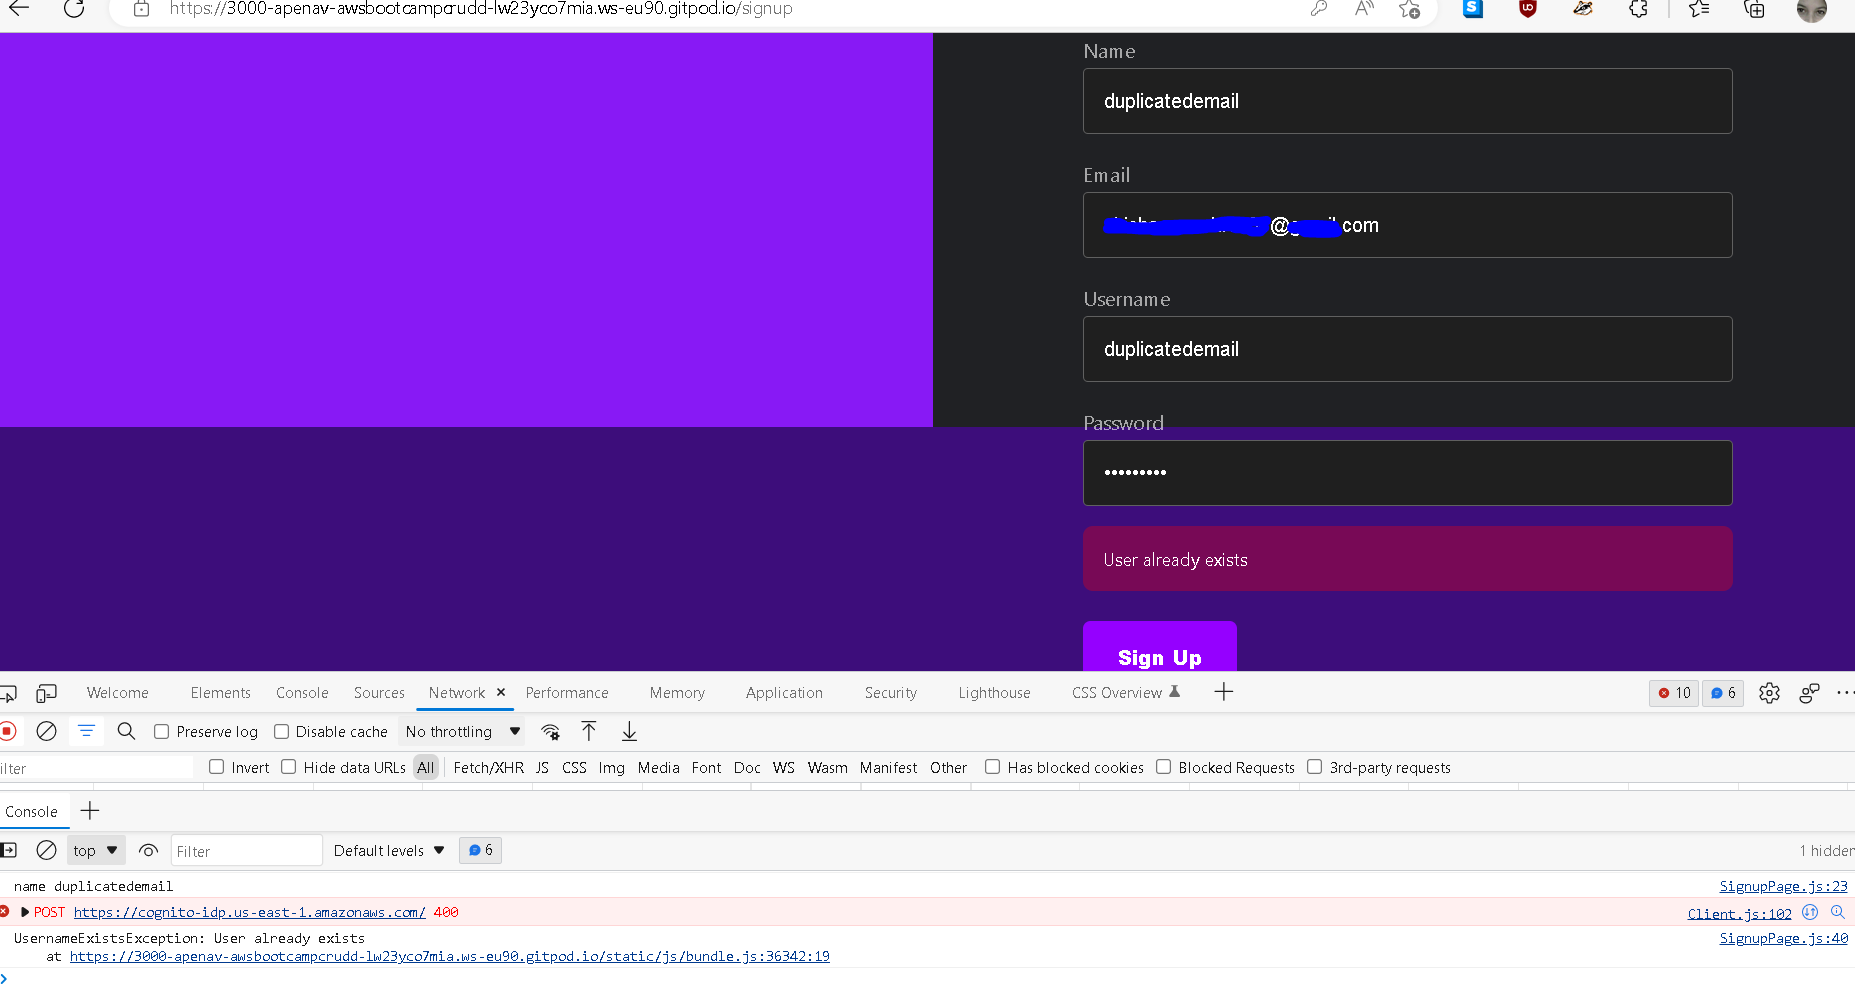 https://3000-apenav-awsbootcampcrudd-lw23yco7mia.ws-eu90.gitpod.io/signup
Name
duplicatedemail
Email
@ .com
Username
duplicatedemail
Password
•••••••••
User already exists
Sign Up
Welcome Elements Console Sources Network × Performance Memory Application Security Lighthouse CSS Overview + 10 6
Preserve log Disable cache No throttling
Invert Hide data URLs All Fetch/XHR JS CSS Img Media Font Doc WS Wasm Manifest Other Has blocked cookies Blocked Requests 3rd-party requests
Console +
top Filter Default levels 6 1 hidden
name duplicatedemail SignupPage.js:23
POST https://cognito-idp.us-east-1.amazonaws.com/ 400 Client.js:102
UsernameExistsException: User already exists SignupPage.js:40
at https://3000-apenav-awsbootcampcrudd-lw23yco7mia.ws-eu90.gitpod.io/static/js/bundle.js:36342:19